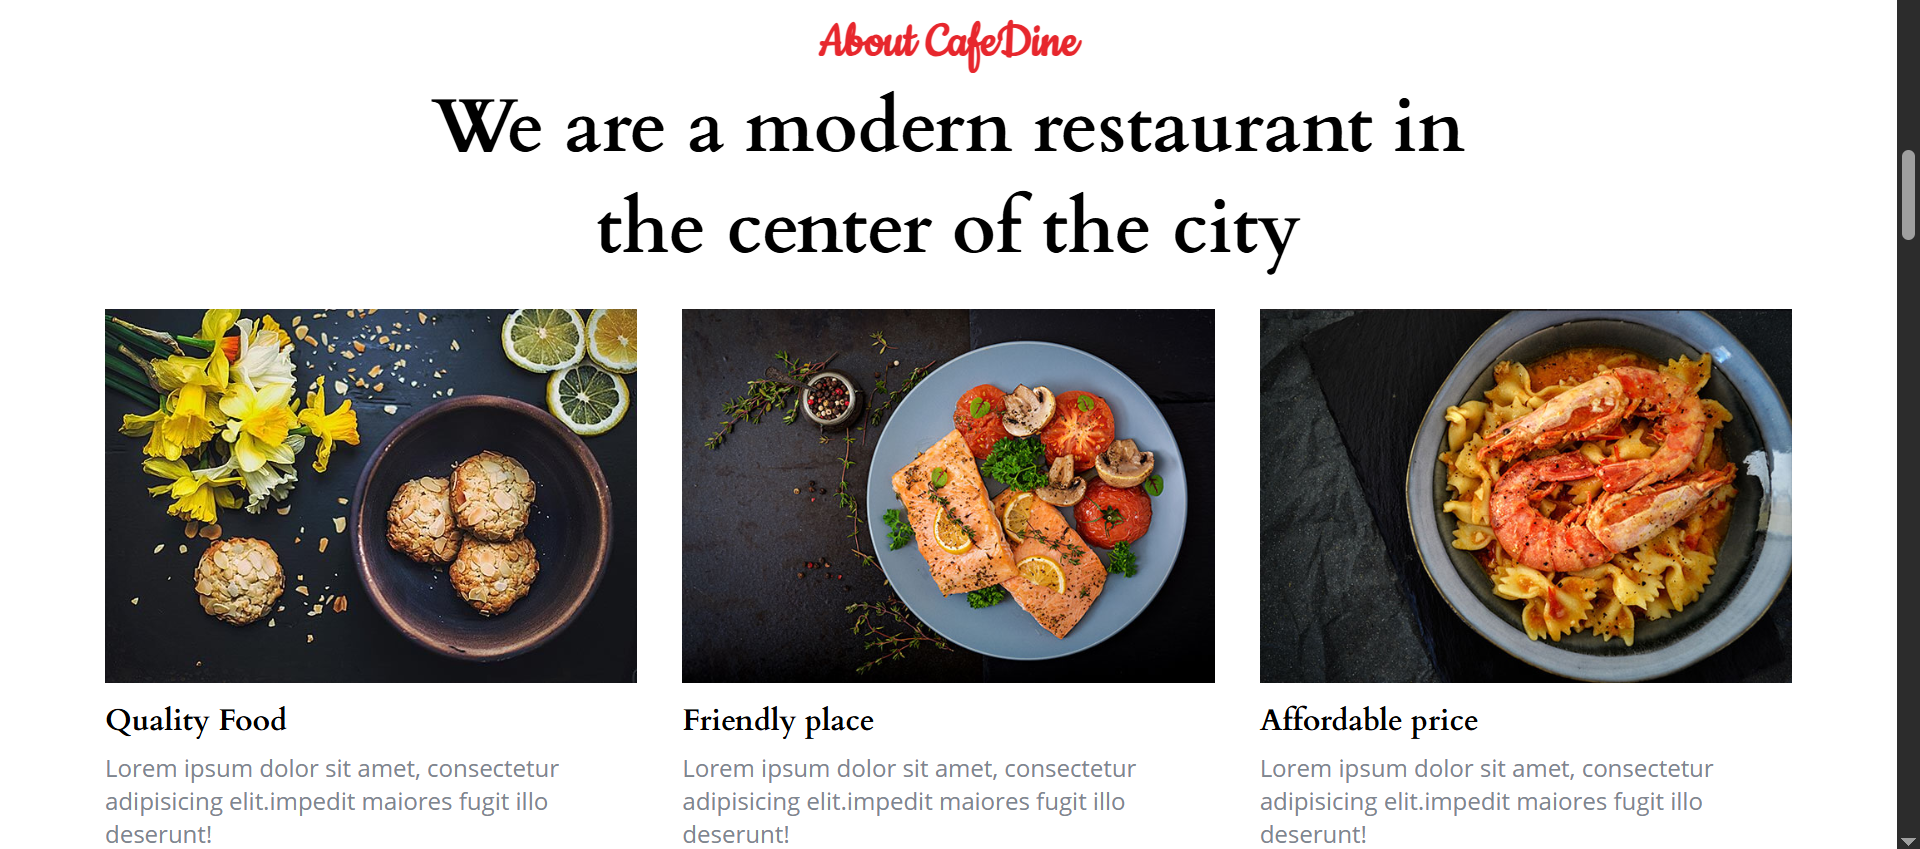 About CafeDine
We are a modern restaurant in
the center of the city
Quality Food
Lorem ipsum dolor sit amet, consectetur
adipisicing elit.impedit maiores fugit illo
deserunt!
Friendly place
Lorem ipsum dolor sit amet, consectetur
adipisicing elit.impedit maiores fugit illo
deserunt!
Affordable price
Lorem ipsum dolor sit amet, consectetur
adipisicing elit.impedit maiores fugit illo
deserunt!